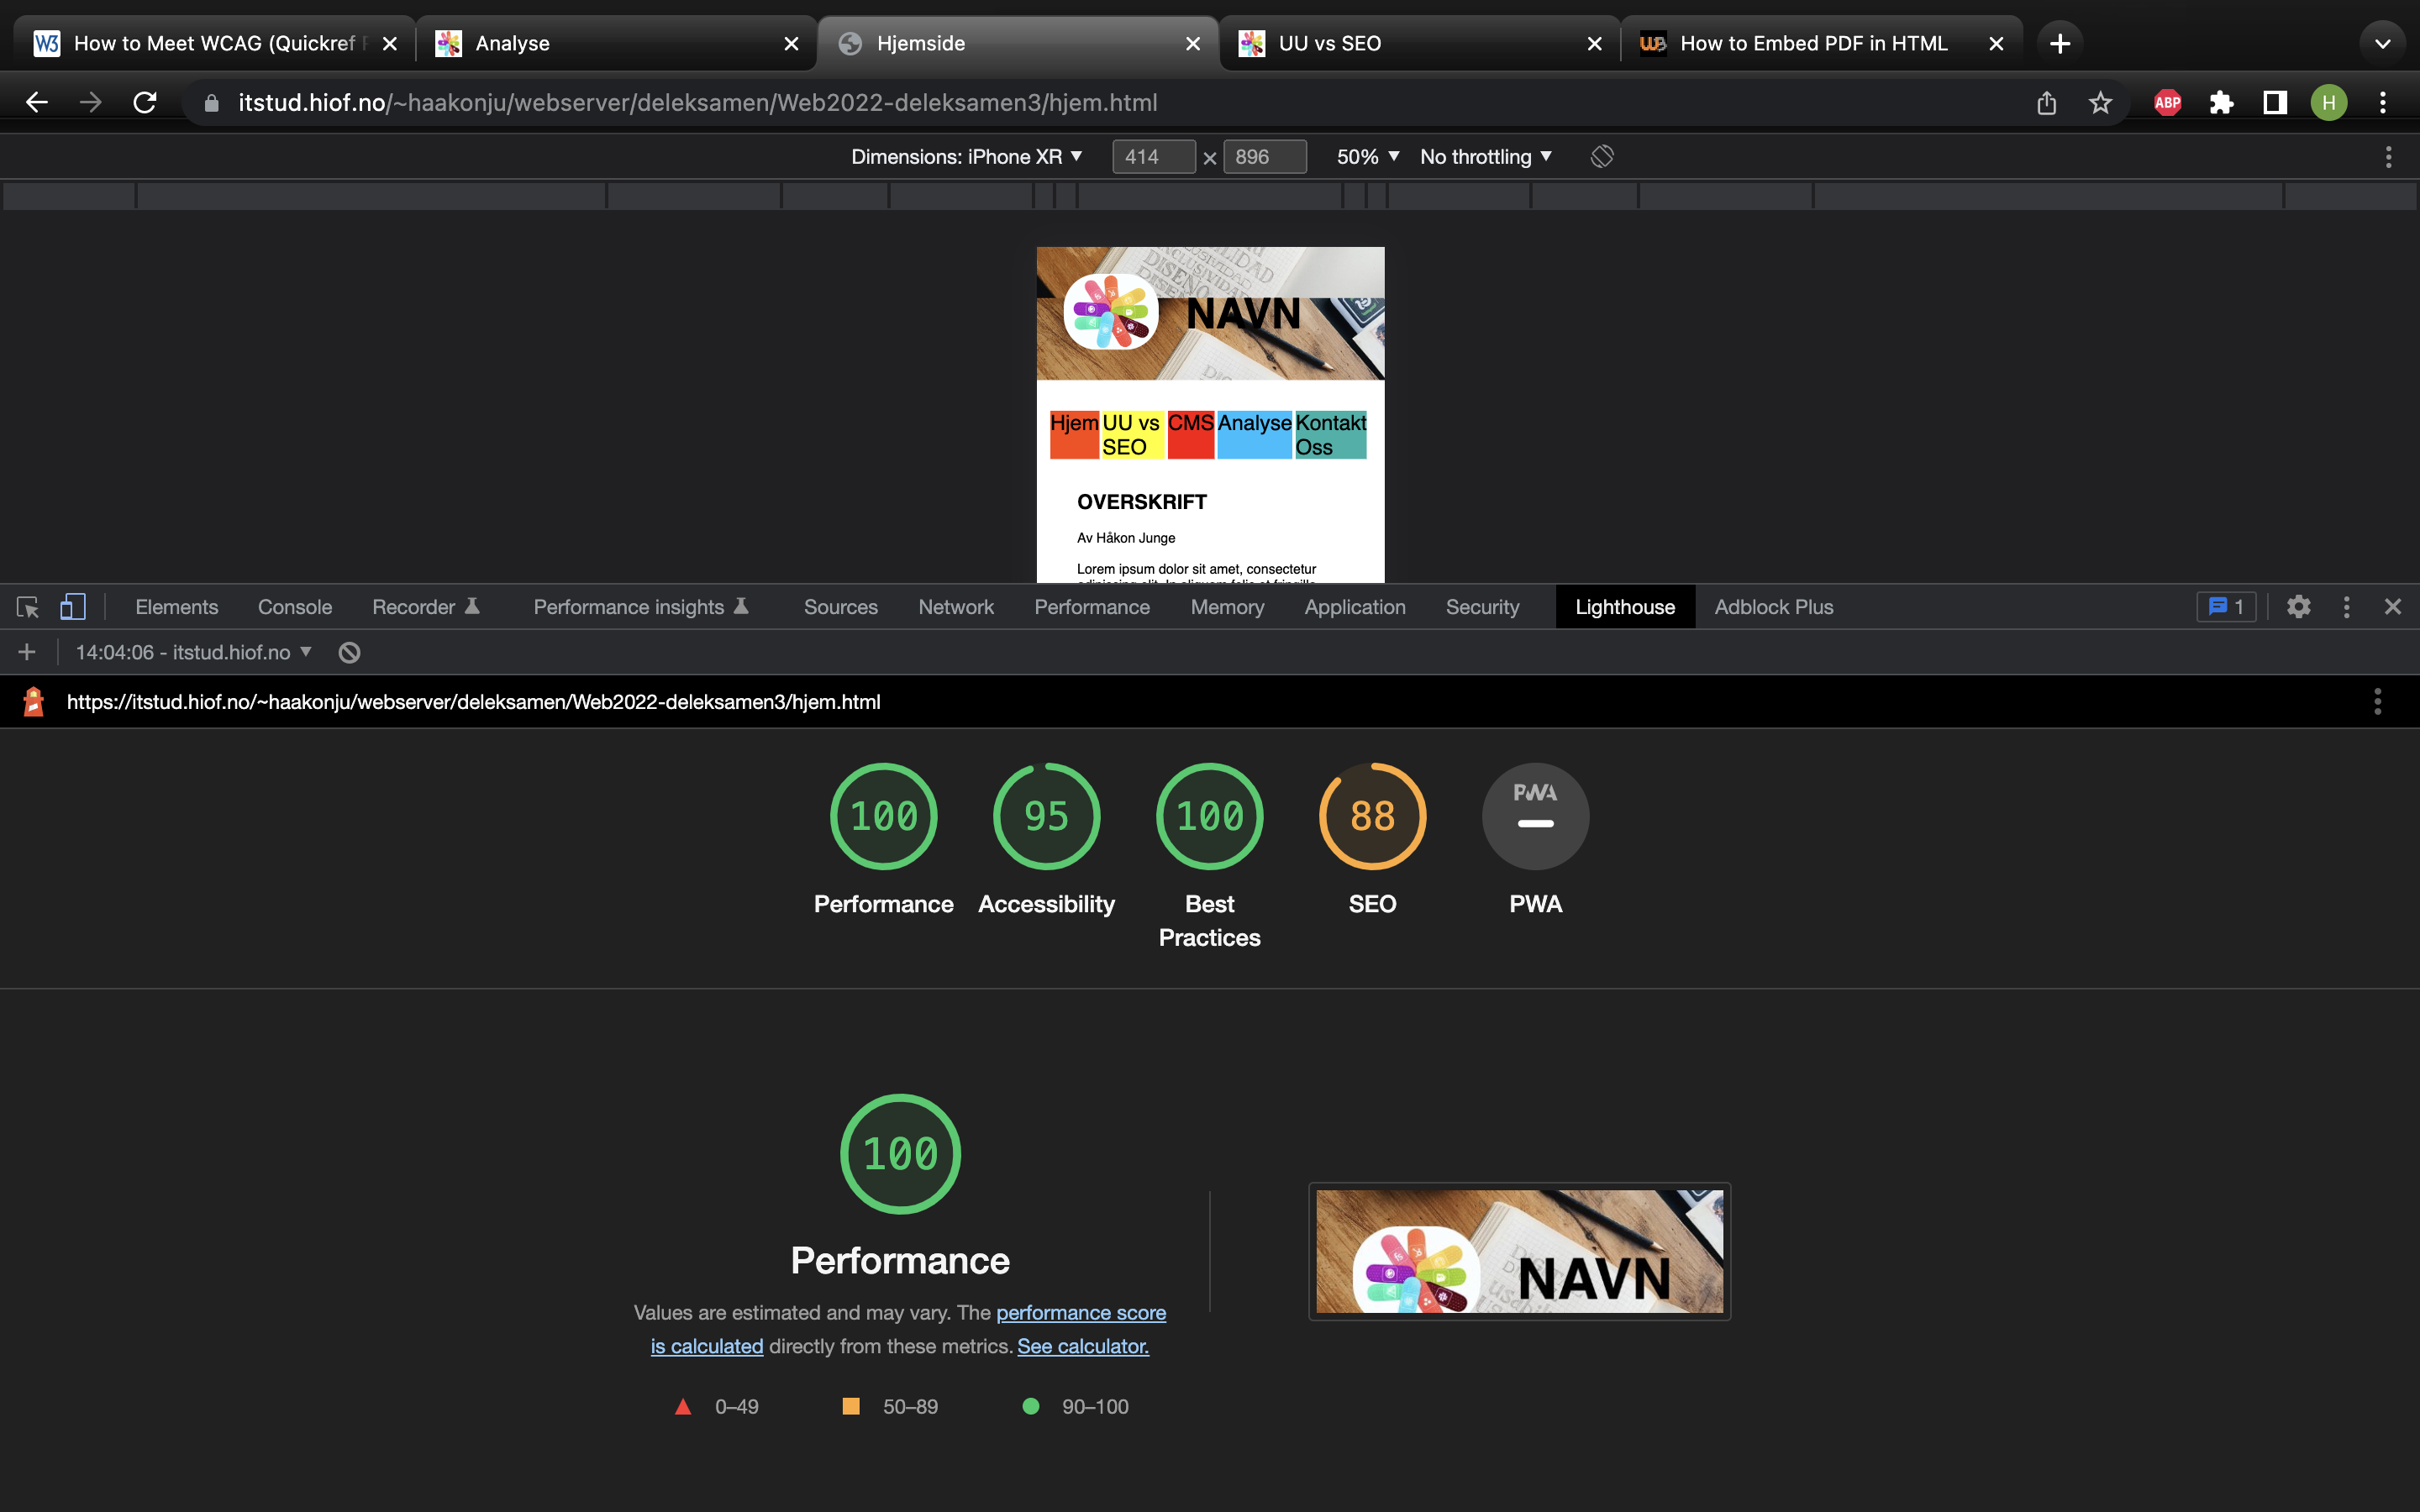 How to Meet WCAG (Quickref
Analyse
Hjemside
UU vs SEO
How to Embed PDF in HTML
itstud.hiof.no/~haakonju/webserver/deleksamen/Web2022-deleksamen3/hjem.html
ABP
H
Dimensions: iPhone XR
414 × 896
50%
No throttling
DISEÑO
NAVN
Hjem
UU vs
SEO
CMS
Analyse
Kontakt
Oss
OVERSKRIFT
Av Håkon Junge
Lorem ipsum dolor sit amet, consectetur
Elements
Console
Recorder
Performance insights
Sources
Network
Performance
Memory
Application
Security
Lighthouse
Adblock Plus
1
14:04:06 - itstud.hiof.no
https://itstud.hiof.no/~haakonju/webserver/deleksamen/Web2022-deleksamen3/hjem.html
100
95
100
88
PWA
Performance
Accessibility
Best
Practices
SEO
PWA
100
Performance
Values are estimated and may vary. The performance score
is calculated directly from these metrics. See calculator.
0–49
50–89
90–100
NAVN